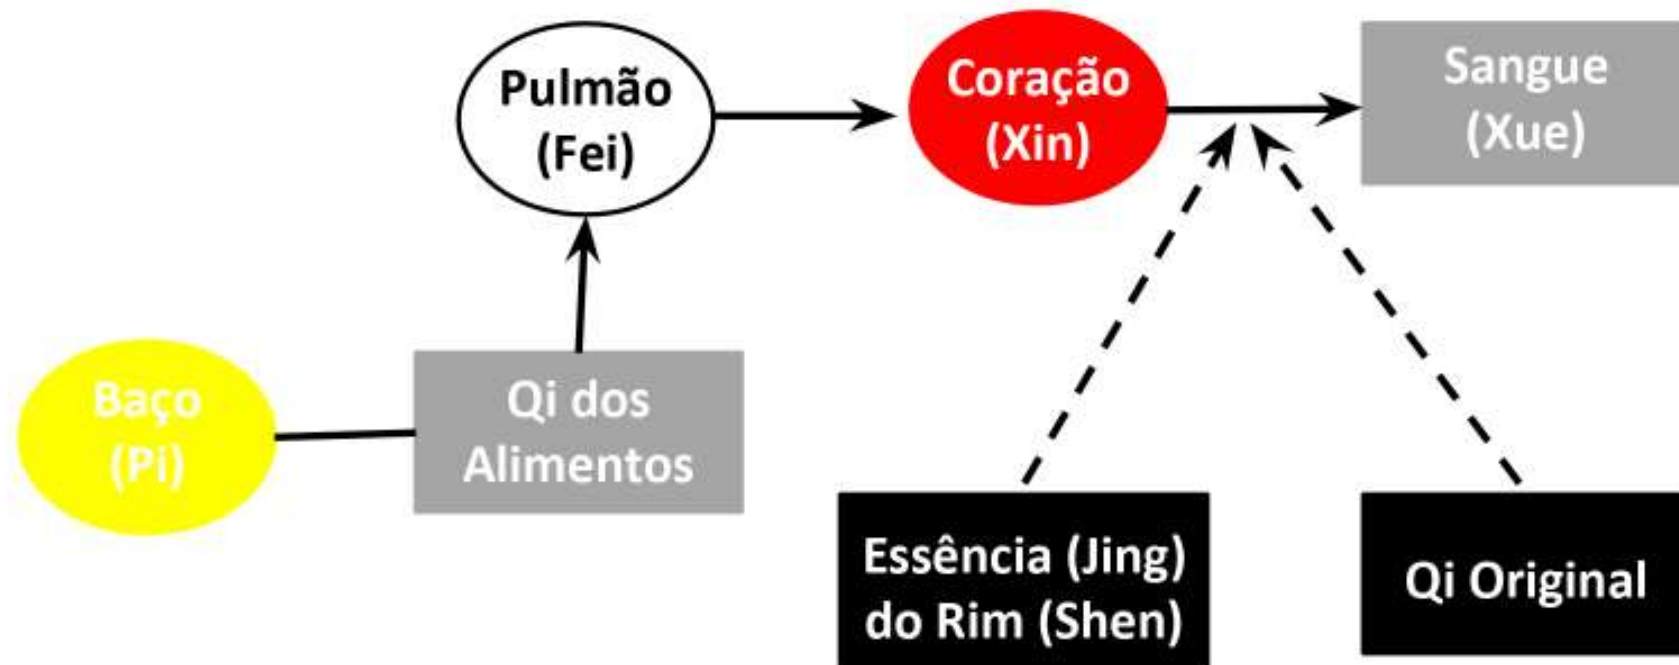 Pulmão
(Fei)
Coração
(Xin)
Sangue
(Xue)
Baço
(Pi)
Qi dos
Alimentos
Essência (Jing)
do Rim (Shen)
Qi Original